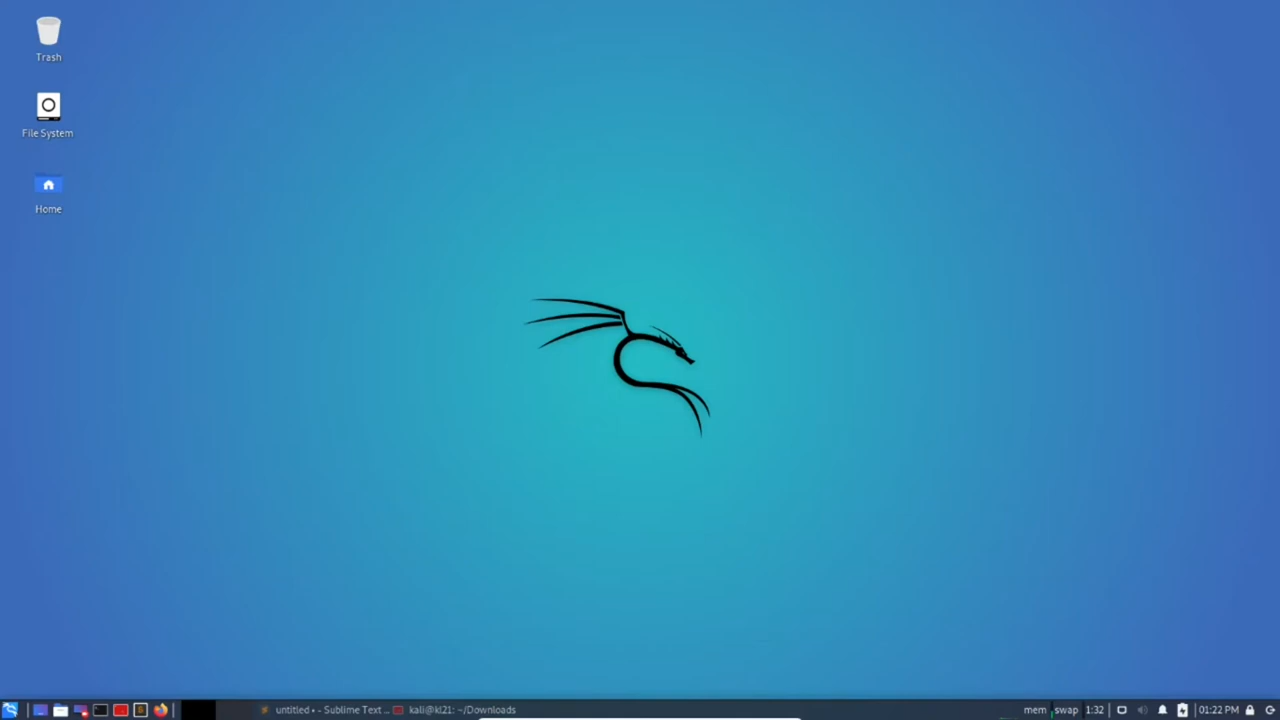 Trash
File System
Home
untitled • - Sublime Text ...
kali@kl21: ~/Downloads
mem
swap
1:32
01:22 PM